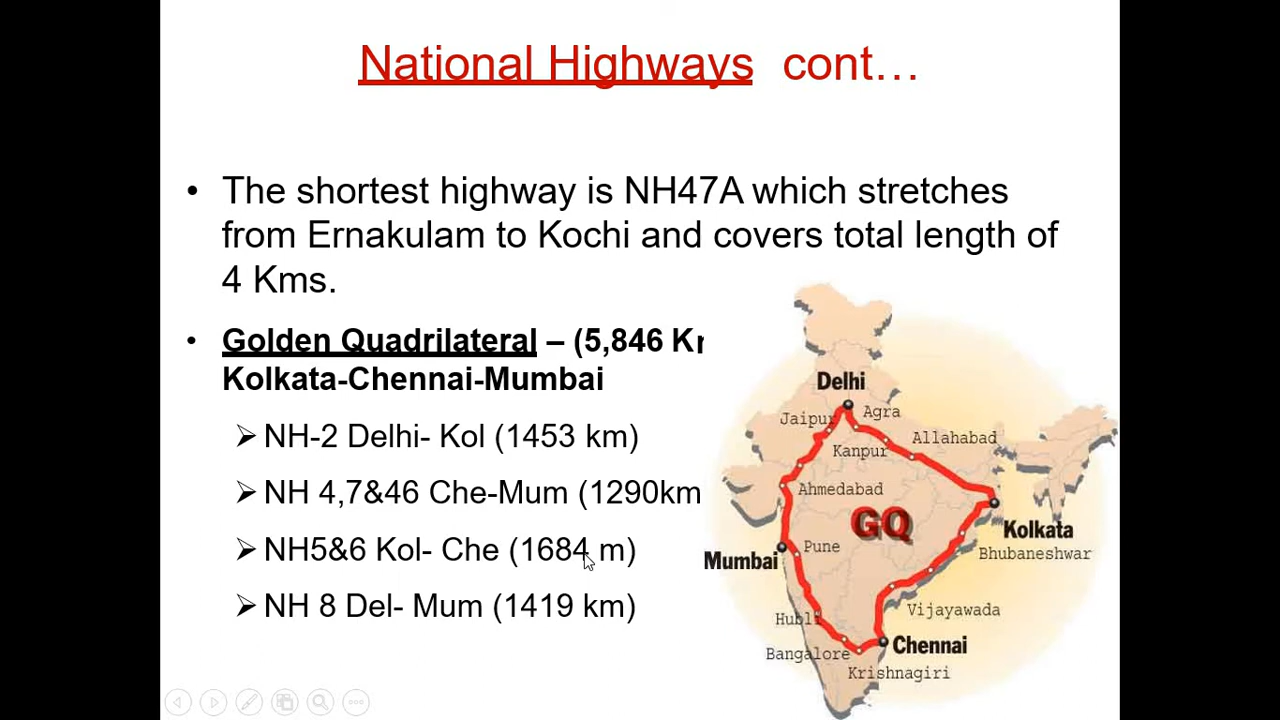 National Highways cont…
• The shortest highway is NH47A which stretches
from Ernakulam to Kochi and covers total length of
4 Kms.
• Golden Quadrilateral – (5,846
Kolkata-Chennai-Mumbai
➢ NH-2 Delhi- Kol (1453 km)
➢ NH 4,7&46 Che-Mum (1290km
➢ NH5&6 Kol- Che (1684 m)
➢ NH 8 Del- Mum (1419 km)
Delhi
Jaipur
Agra
Allahabad
Kanpur
Ahmedabad
GQ
Kolkata
Bhubaneshwar
Pune
Mumbai
Vijayawada
Hubli
Chennai
Bangalore
Krishnagiri